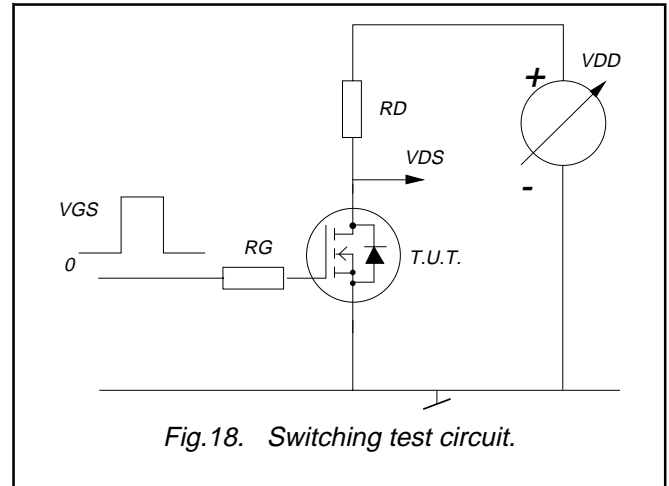 +
VDD
RD
VDS
-
VGS
0
RG
T.U.T.
Fig.18. Switching test circuit.